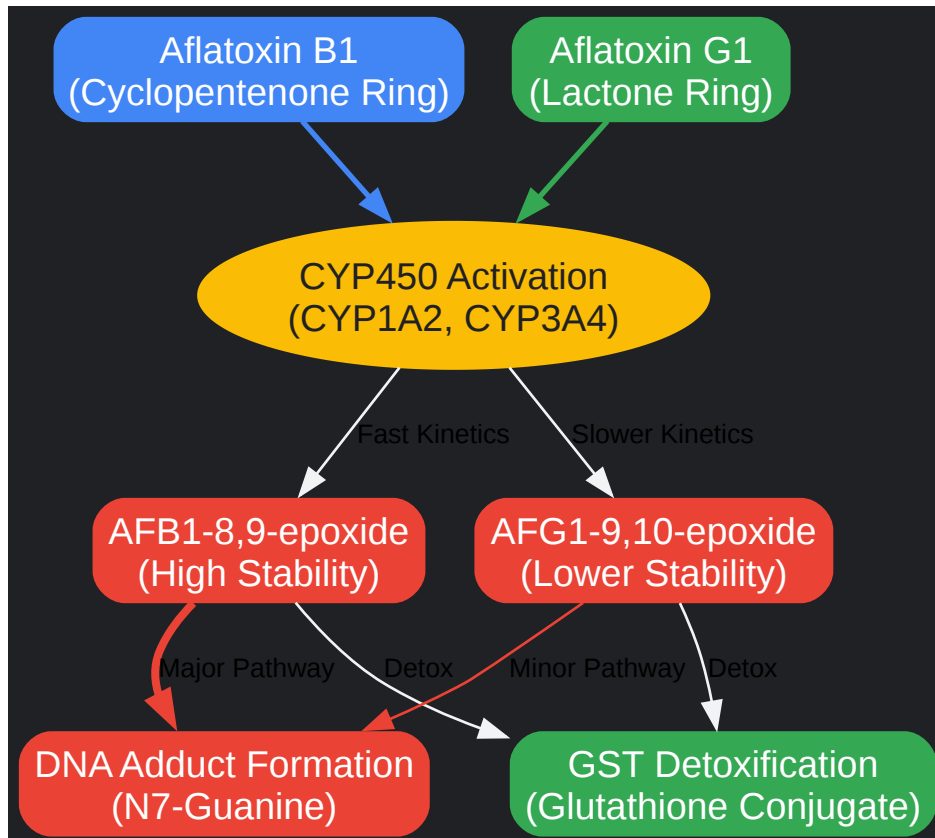 Aflatoxin B1
(Cyclopentenone Ring)
Aflatoxin G1
(Lactone Ring)
CYP450 Activation
(CYP1A2, CYP3A4)
Fast Kinetics
Slower Kinetics
AFB1-8,9-epoxide
(High Stability)
AFG1-9,10-epoxide
(Lower Stability)
Major Pathway
Detox
Minor Pathway
Detox
DNA Adduct Formation
(N7-Guanine)
GST Detoxification
(Glutathione Conjugate)